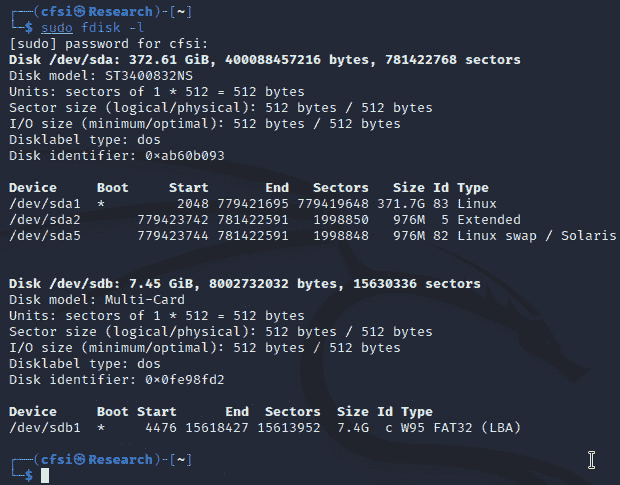 ┌──(cfsi㉿Research)-[~]
└─$ sudo fdisk -l
[sudo] password for cfsi:
Disk /dev/sda: 372.61 GiB, 400088457216 bytes, 781422768 sectors
Disk model: ST3400832NS
Units: sectors of 1 * 512 = 512 bytes
Sector size (logical/physical): 512 bytes / 512 bytes
I/O size (minimum/optimal): 512 bytes / 512 bytes
Disklabel type: dos
Disk identifier: 0×ab60b093
Device     Boot     Start       End   Sectors   Size Id Type
/dev/sda1  *         2048 779421695 779419648 371.7G 83 Linux
/dev/sda2       779423742 781422591   1998850   976M  5 Extended
/dev/sda5       779423744 781422591   1998848   976M 82 Linux swap / Solaris
Disk /dev/sdb: 7.45 GiB, 8002732032 bytes, 15630336 sectors
Disk model: Multi-Card
Units: sectors of 1 * 512 = 512 bytes
Sector size (logical/physical): 512 bytes / 512 bytes
I/O size (minimum/optimal): 512 bytes / 512 bytes
Disklabel type: dos
Disk identifier: 0×0fe98fd2
Device     Boot Start      End  Sectors  Size Id Type
/dev/sdb1  *     4476 15618427 15613952  7.4G  c W95 FAT32 (LBA)
┌──(cfsi㉿Research)-[~]
└─$